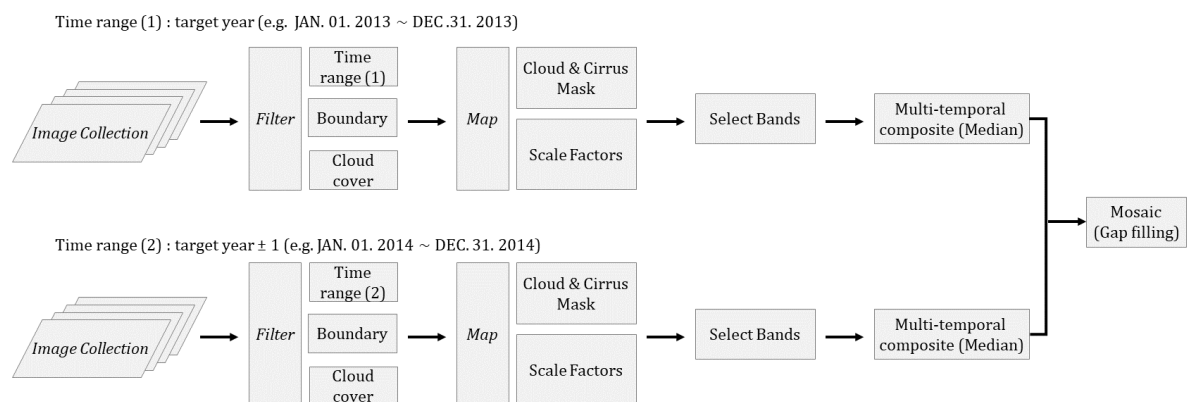 Time range (1) : target year (e.g. JAN. 01. 2013 ~ DEC .31. 2013)
Image Collection
Filter
Time
range (1)
Boundary
Cloud
cover
Map
Cloud & Cirrus
Mask
Scale Factors
Select Bands
Multi-temporal
composite (Median)
Mosaic
(Gap filling)
Time range (2) : target year ± 1 (e.g. JAN. 01. 2014 ~ DEC. 31. 2014)
Image Collection
Filter
Time
range (2)
Boundary
Cloud
cover
Map
Cloud & Cirrus
Mask
Scale Factors
Select Bands
Multi-temporal
composite (Median)